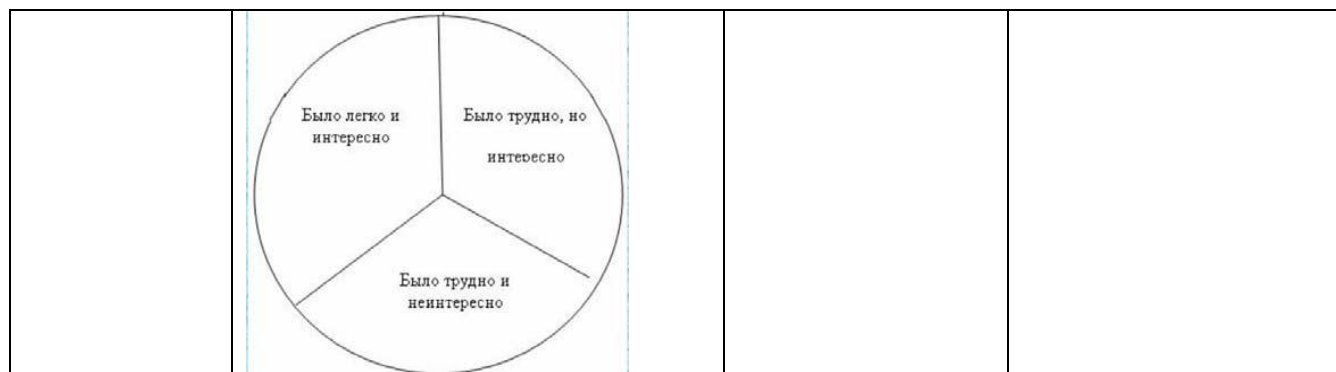 Было легко и
интересно
Было трудно, но
интересно
Было трудно и
неинтересно